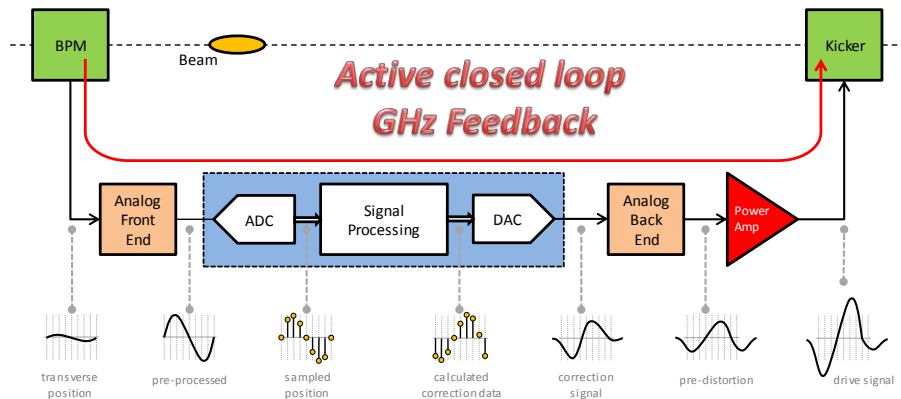 BPM
Kicker
Beam
Active closed loop
GHz Feedback
Analog
Front
End
ADC
Signal
Processing
DAC
Analog
Back
End
Power
Amp
transverse
position
pre-processed
sampled
position
calculated
correction data
correction
signal
pre-distortion
drive signal